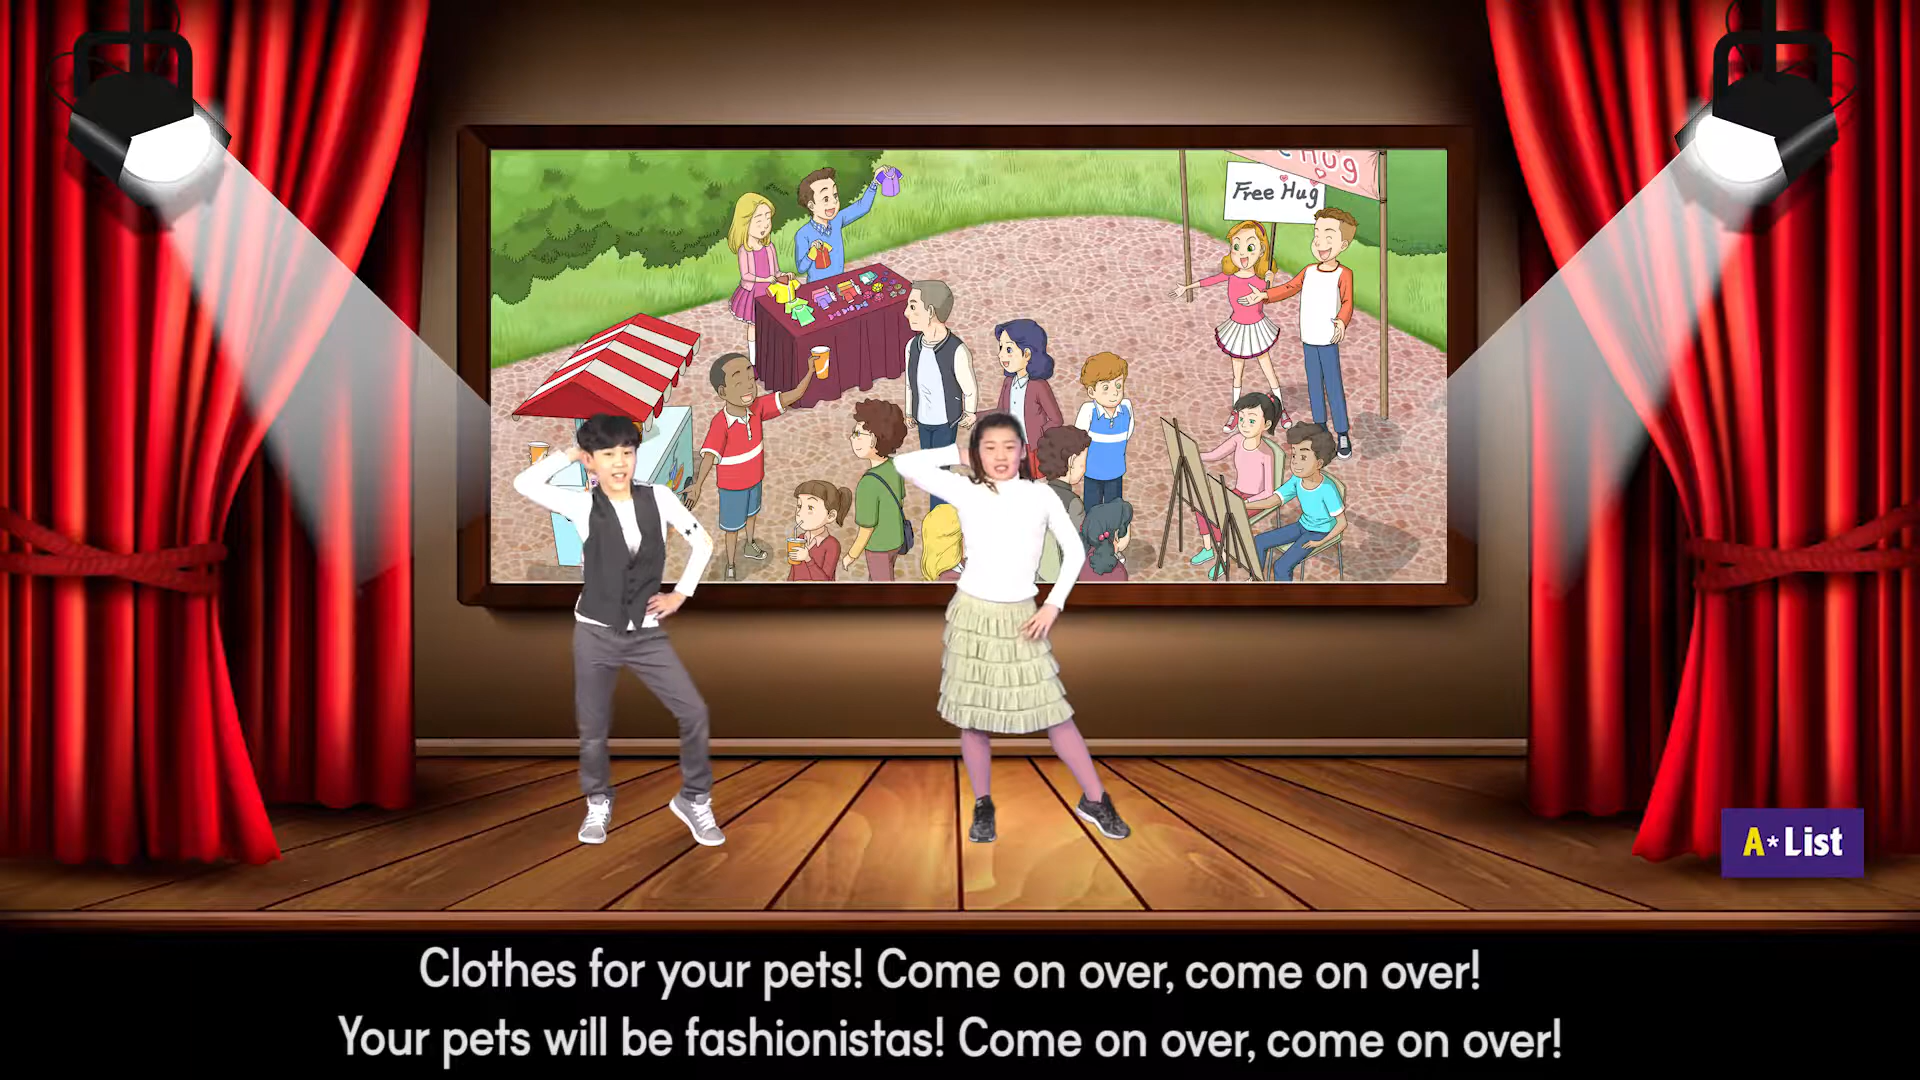 Hug
Free Hug
A*List
Clothes for your pets! Come on over, come on over!
Your pets will be fashionistas! Come on over, come on over!